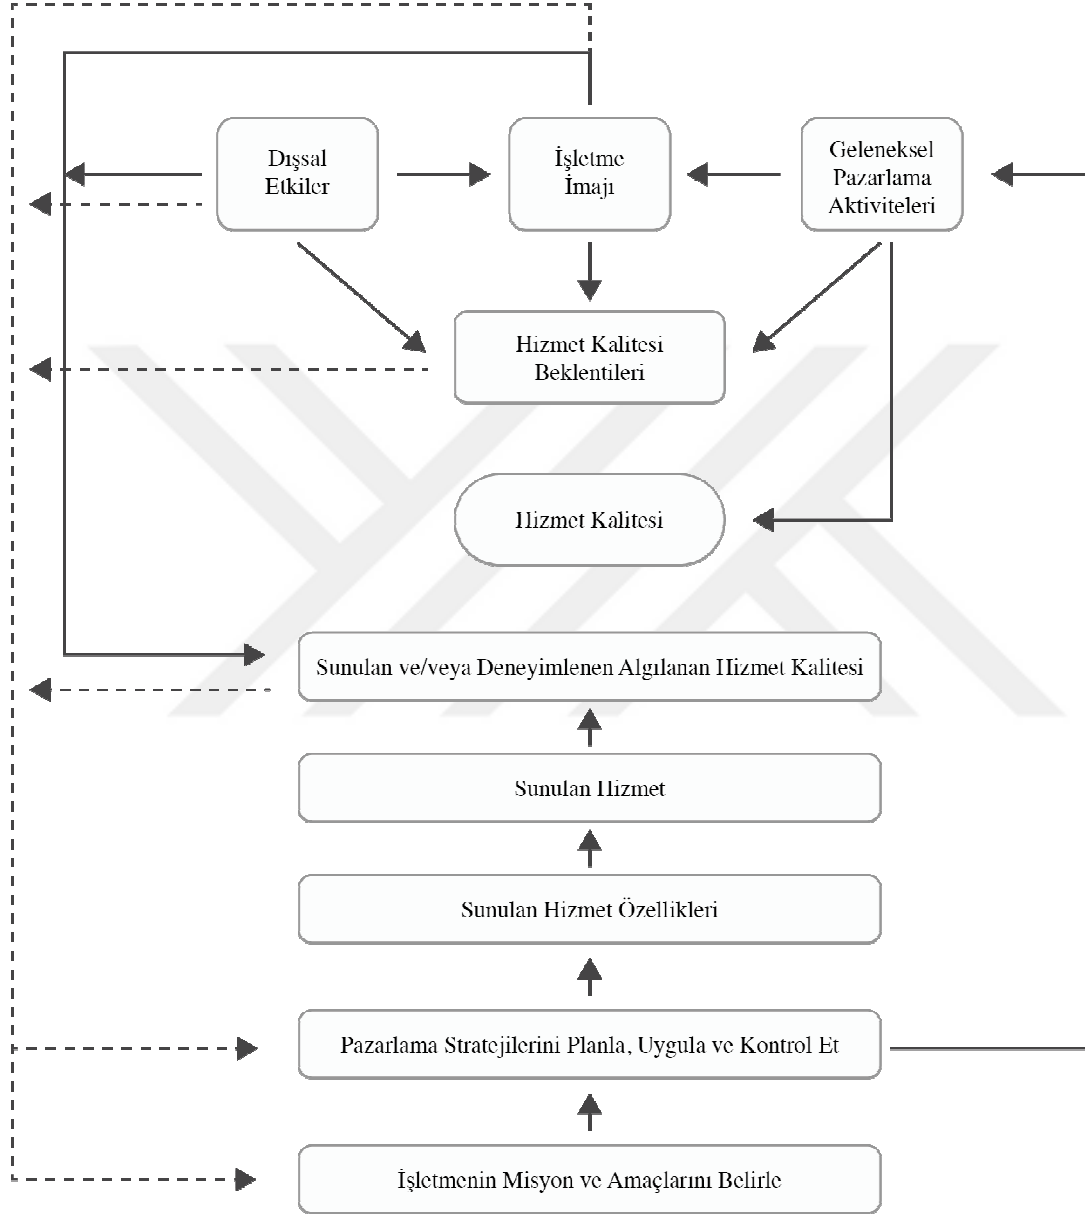 Dışsal
Etkiler
İşletme
İmajı
Geleneksel
Pazarlama
Aktiviteleri
Hizmet Kalitesi
Beklentileri
Hizmet Kalitesi
Sunulan ve/veya Deneyimlenen Algılanan Hizmet Kalitesi
Sunulan Hizmet
Sunulan Hizmet Özellikleri
Pazarlama Stratejilerini Planla, Uygula ve Kontrol Et
İşletmenin Misyon ve Amaçlarını Belirle